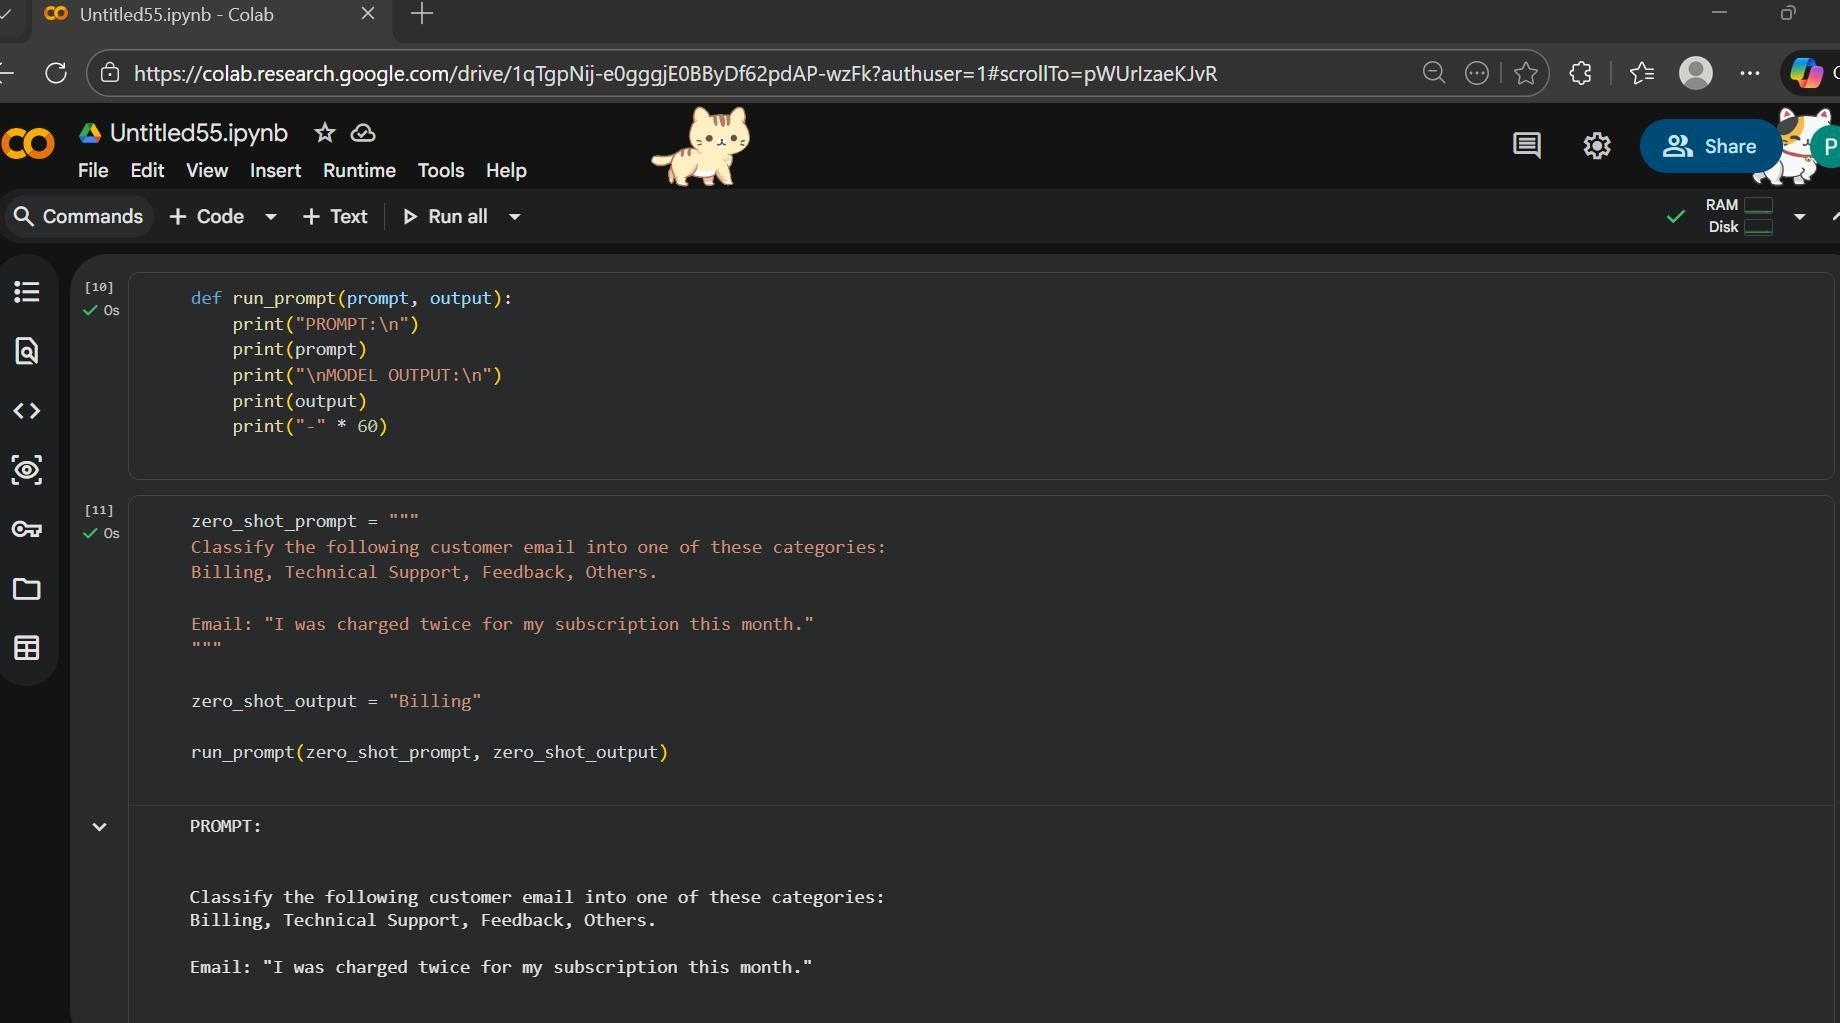 Untitled55.ipynb - Colab
https://colab.research.google.com/drive/1qTgpNij-e0gggjE0BByDf62pdAP-wzFk?authuser=1#scrollTo=pWUrIzaeKJvR
Untitled55.ipynb
File Edit View Insert Runtime Tools Help
Share
P
Commands + Code + Text Run all
RAM
Disk
[10]
0s
def run_prompt(prompt, output):
    print("PROMPT:\n")
    print(prompt)
    print("\nMODEL OUTPUT:\n")
    print(output)
    print("-" * 60)
[11]
0s
zero_shot_prompt = """
Classify the following customer email into one of these categories:
Billing, Technical Support, Feedback, Others.
Email: "I was charged twice for my subscription this month."
"""
zero_shot_output = "Billing"
run_prompt(zero_shot_prompt, zero_shot_output)
PROMPT:
Classify the following customer email into one of these categories:
Billing, Technical Support, Feedback, Others.
Email: "I was charged twice for my subscription this month."